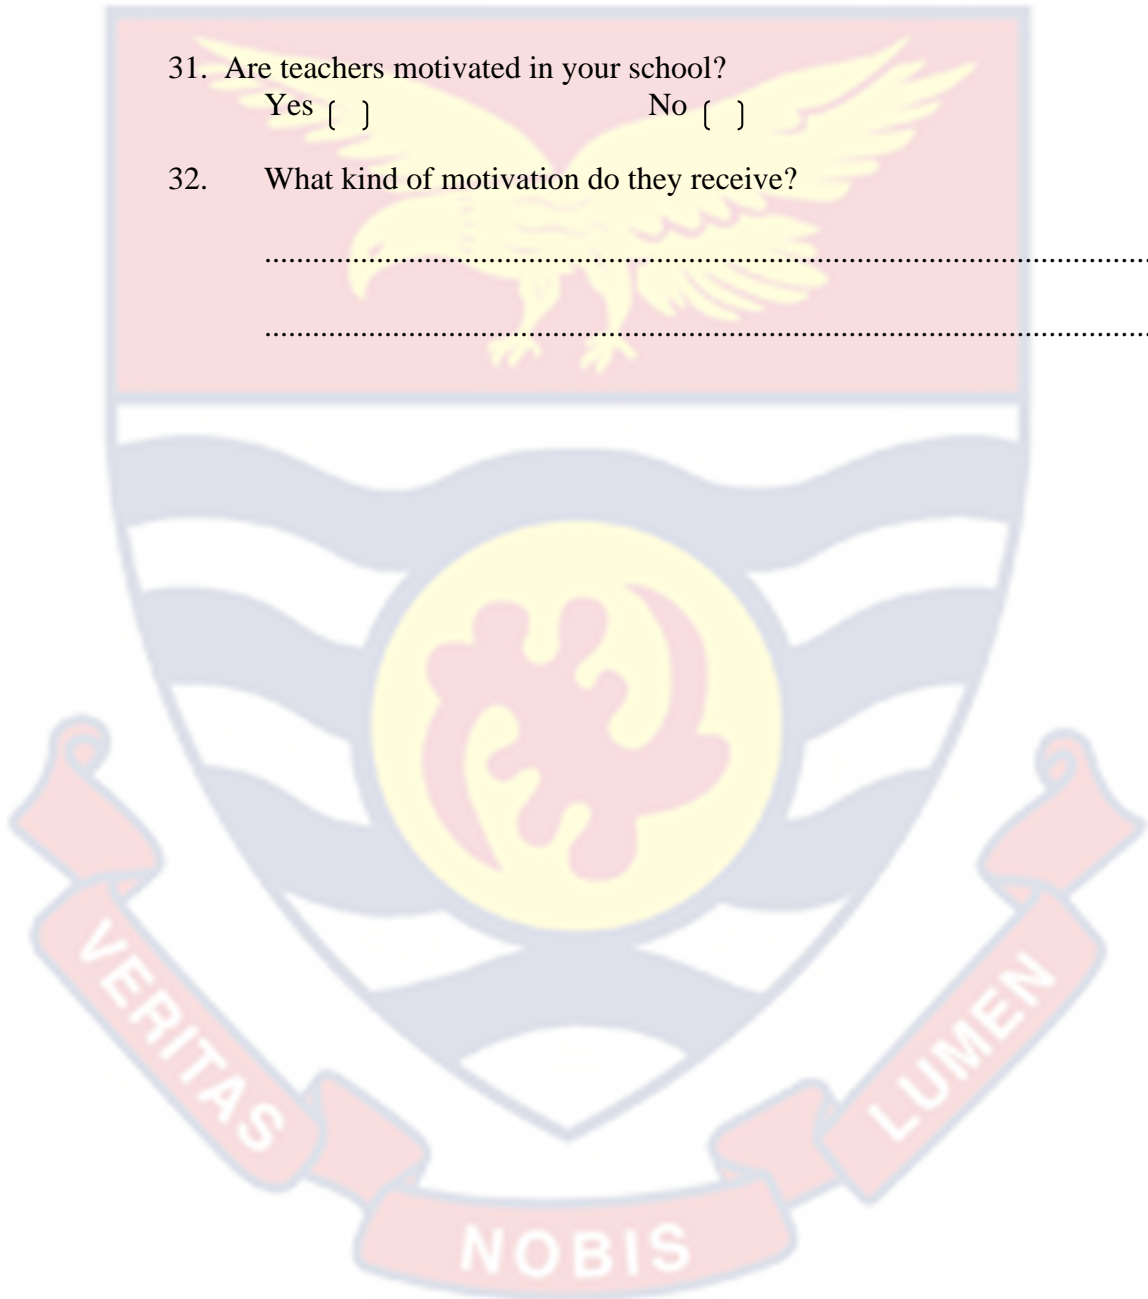 31. Are teachers motivated in your school?
Yes ( ) No ( )
32. What kind of motivation do they receive?
..........................................................................................................
..........................................................................................................
VERITAS NOBIS LUMEN